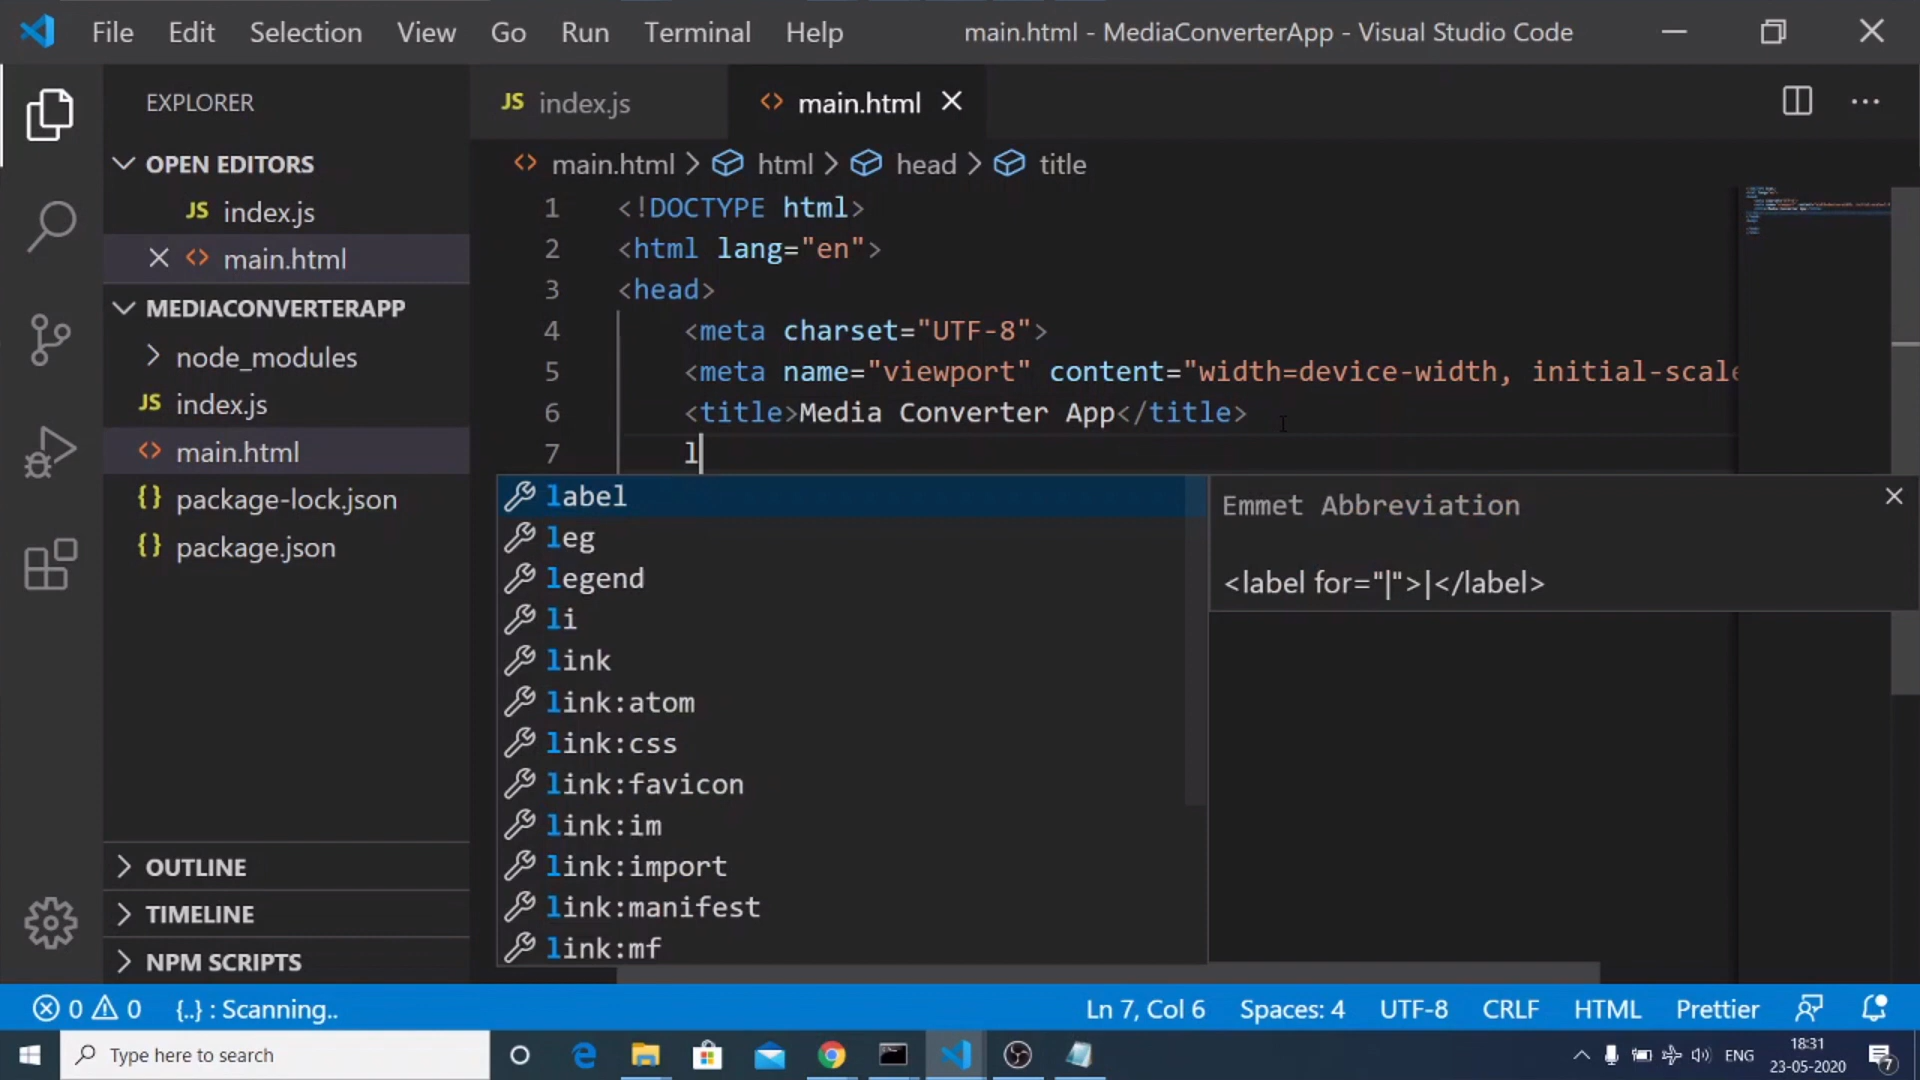 File Edit Selection View Go Run Terminal Help main.html - MediaConverterApp - Visual Studio Code
EXPLORER
OPEN EDITORS
JS index.js
main.html
MEDIACONVERTERAPP
node_modules
JS index.js
main.html
{} package-lock.json
{} package.json
OUTLINE
TIMELINE
NPM SCRIPTS
JS index.js
<> main.html
<> main.html > html > head > title
1 <!DOCTYPE html>
2 <html lang="en">
3 <head>
4 <meta charset="UTF-8">
5 <meta name="viewport" content="width=device-width, initial-scale
6 <title>Media Converter App</title>
7 l
label
leg
legend
li
link
link:atom
link:css
link:favicon
link:im
link:import
link:manifest
link:mf
Emmet Abbreviation
<label for="|">|</label>
0 0 {..} : Scanning.. Ln 7, Col 6 Spaces: 4 UTF-8 CRLF HTML Prettier
Type here to search
ENG
18:31
23-05-2020
7